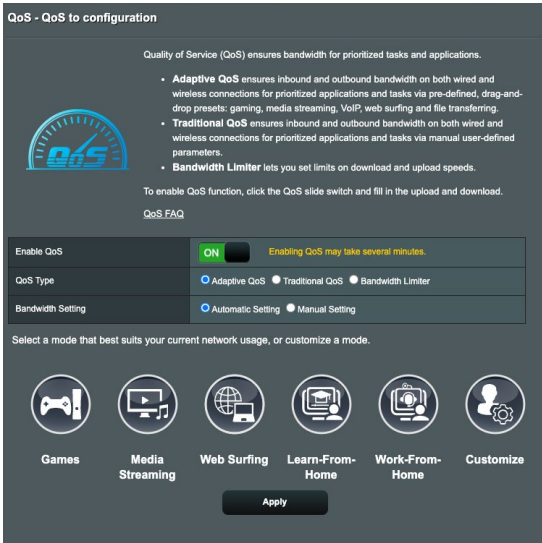 QoS - QoS to configuration
Quality of Service (QoS) ensures bandwidth for prioritized tasks and applications.
• Adaptive QoS ensures inbound and outbound bandwidth on both wired and
wireless connections for prioritized applications and tasks via pre-defined, drag-and-
drop presets: gaming, media streaming, VoIP, web surfing and file transferring.
• Traditional QoS ensures inbound and outbound bandwidth on both wired and
wireless connections for prioritized applications and tasks via manual user-defined
parameters.
• Bandwidth Limiter lets you set limits on download and upload speeds.
QoS
To enable QoS function, click the QoS slide switch and fill in the upload and download.
QoS FAQ
Enable QoS ON Enabling QoS may take several minutes.
QoS Type Adaptive QoS Traditional QoS Bandwidth Limiter
Bandwidth Setting Automatic Setting Manual Setting
Select a mode that best suits your current network usage, or customize a mode.
Games Media Web Surfing Learn-From- Work-From- Customize
Streaming Home Home
Apply